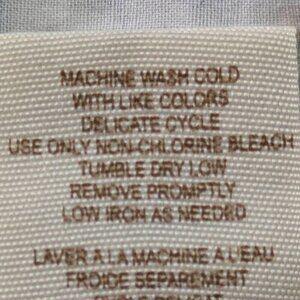 MACHINE WASH COLD
WITH LIKE COLORS
DELICATE CYCLE
USE ONLY NON-CHLORINE BLEACH
TUMBLE DRY LOW
REMOVE PROMPTLY
LOW IRON AS NEEDED
LAVER A LA MACHINE A L'EAU
FROIDE SEPAREMENT